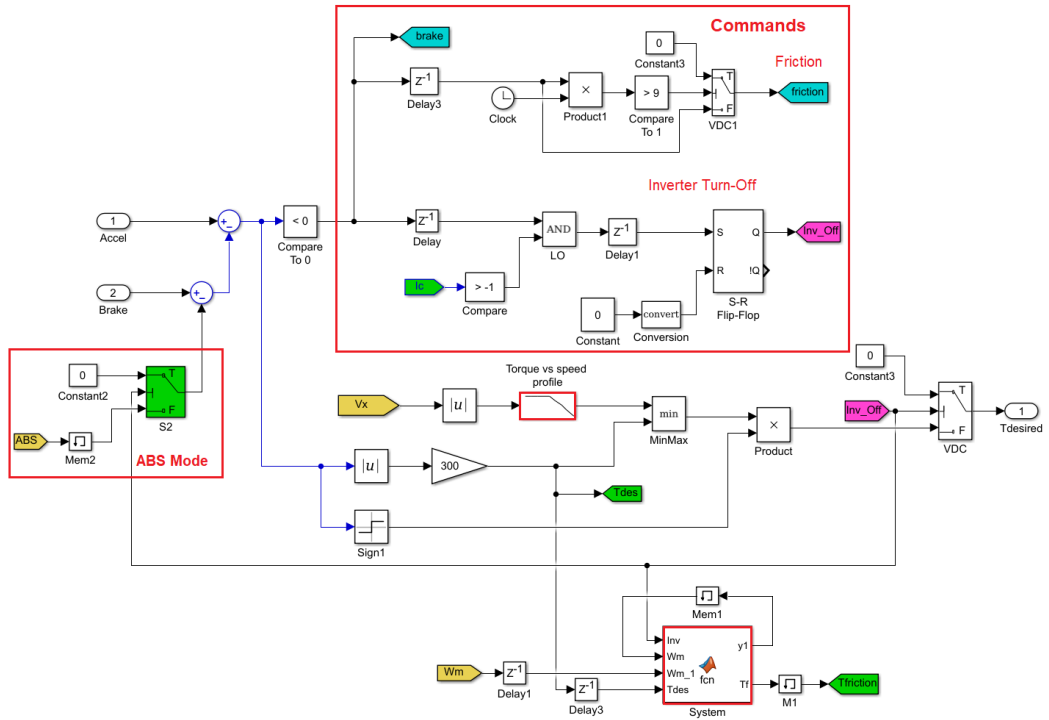 Commands
brake
0
Constant3
Friction
Z-1
Delay3
Clock
×
Product1
> 9
Compare
To 1
T
F
VDC1
friction
Inverter Turn-Off
1
Accel
+
-
< 0
Compare
To 0
Z-1
Delay
AND
LO
Z-1
Delay1
S
Q
R
!Q
S-R
Flip-Flop
Inv_Off
2
Brake
+
-
Ic
> -1
Compare
0
Constant
convert
Conversion
0
Constant2
T
F
S2
ABS
Mem2
ABS Mode
Vx
|u|
Torque vs speed
profile
min
MinMax
×
Product
0
Constant3
Inv_Off
T
F
VDC
1
Tdesired
|u|
300
Tdes
Sign1
Mem1
Inv
Wm
Wm_1
Tdes
fcn
y1
Tf
System
Wm
Z-1
Delay1
Z-1
Delay3
M1
Tfriction